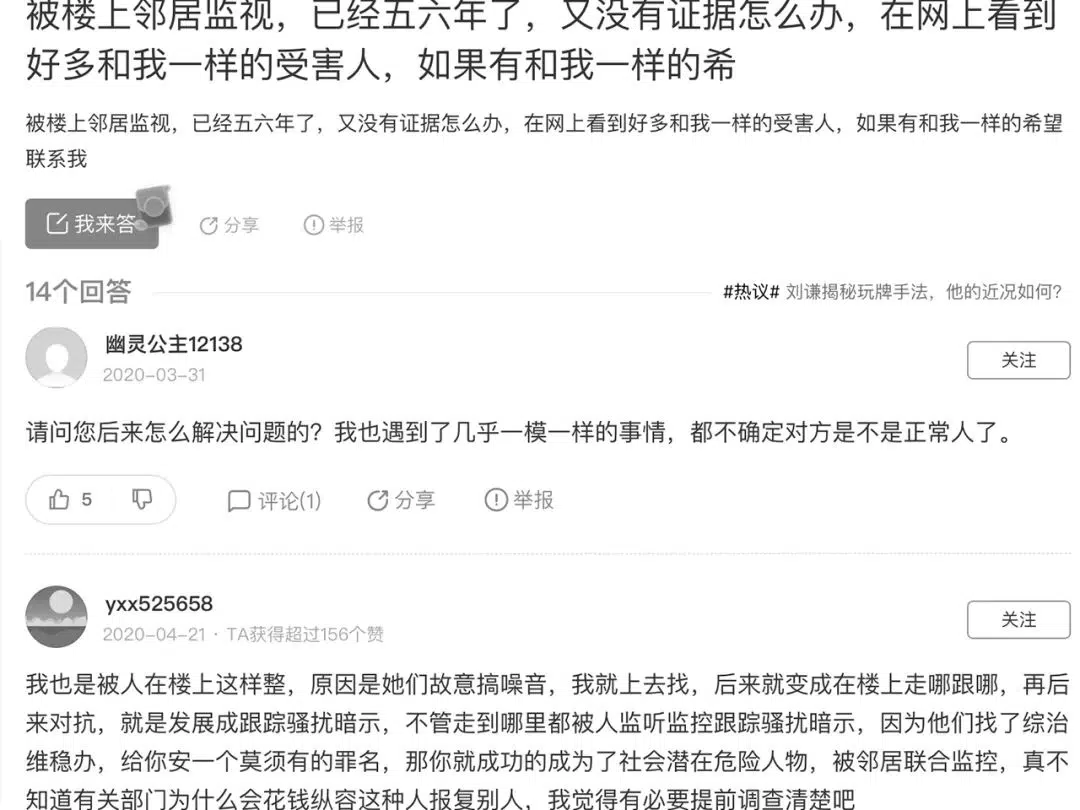 被楼上邻居监视，已经五六年了，又没有证据怎么办，在网上看到
好多和我一样的受害人，如果有和我一样的希
被楼上邻居监视，已经五六年了，又没有证据怎么办，在网上看到好多和我一样的受害人，如果有和我一样的希望
联系我
我来答 分享 举报
14个回答 #热议# 刘谦揭秘玩牌手法，他的近况如何?
幽灵公主12138
2020-03-31
关注
请问您后来怎么解决问题的？我也遇到了几乎一模一样的事情，都不确定对方是不是正常人了。
5 评论(1) 分享 举报
yxx525658
2020-04-21 · TA获得超过156个赞
关注
我也是被人在楼上这样整，原因是她们故意搞噪音，我就上去找，后来就变成在楼上走哪跟哪，再后
来对抗，就是发展成跟踪骚扰暗示，不管走到哪里都被人监听监控跟踪骚扰暗示，因为他们找了综治
维稳办，给你安一个莫须有的罪名，那你就成功的成为了社会潜在危险人物，被邻居联合监控，真不
知道有关部门为什么会花钱纵容这种人报复别人，我觉得有必要提前调查清楚吧